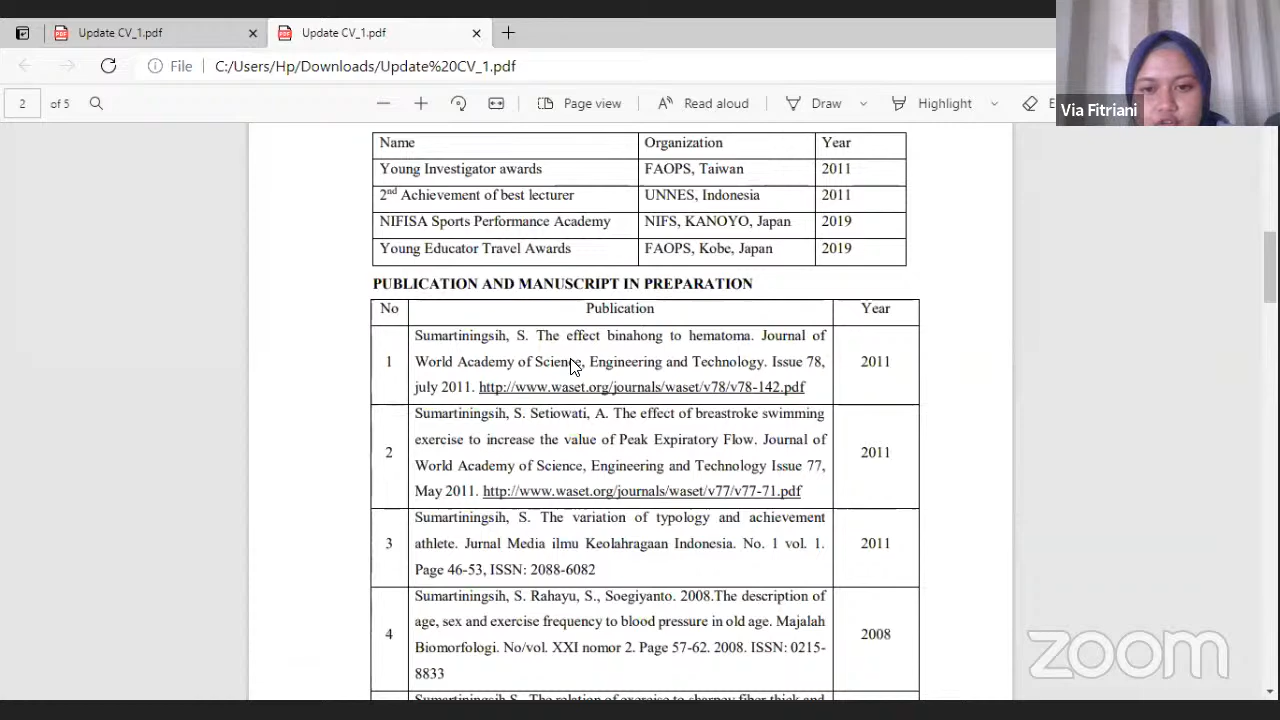 Update CV_1.pdf
Update CV_1.pdf
File
C:/Users/Hp/Downloads/Update%20CV_1.pdf
2 of 5
Page view
Read aloud
Draw
Highlight
Via Fitriani
Name Organization Year
Young Investigator awards FAOPS, Taiwan 2011
2nd Achievement of best lecturer UNNES, Indonesia 2011
NIFISA Sports Performance Academy NIFS, KANOYO, Japan 2019
Young Educator Travel Awards FAOPS, Kobe, Japan 2019
PUBLICATION AND MANUSCRIPT IN PREPARATION
No Publication Year
Sumartiningsih, S. The effect binahong to hematoma. Journal of
1 World Academy of Science, Engineering and Technology. Issue 78, 2011
july 2011. http://www.waset.org/journals/waset/v78/v78-142.pdf
Sumartiningsih, S. Setiowati, A. The effect of breastroke swimming
exercise to increase the value of Peak Expiratory Flow. Journal of
2 2011
World Academy of Science, Engineering and Technology Issue 77,
May 2011. http://www.waset.org/journals/waset/v77/v77-71.pdf
Sumartiningsih, S. The variation of typology and achievement
3 athlete. Jurnal Media ilmu Keolahragaan Indonesia. No. 1 vol. 1. 2011
Page 46-53, ISSN: 2088-6082
Sumartiningsih, S. Rahayu, S., Soegiyanto. 2008.The description of
age, sex and exercise frequency to blood pressure in old age. Majalah
4 2008
Biomorfologi. No/vol. XXI nomor 2. Page 57-62. 2008. ISSN: 0215-
8833
Sumartiningsih S. The relation of exercise to sharpey fiber thick and
zoom